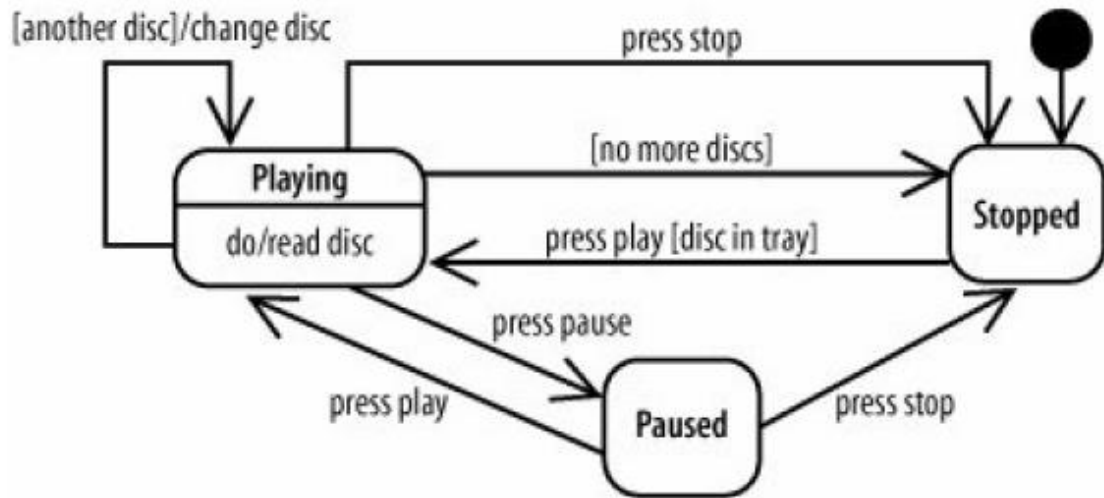 [another disc]/change disc
press stop
[no more discs]
Playing
Stopped
do/read disc
press play [disc in tray]
press pause
press play
Paused
press stop